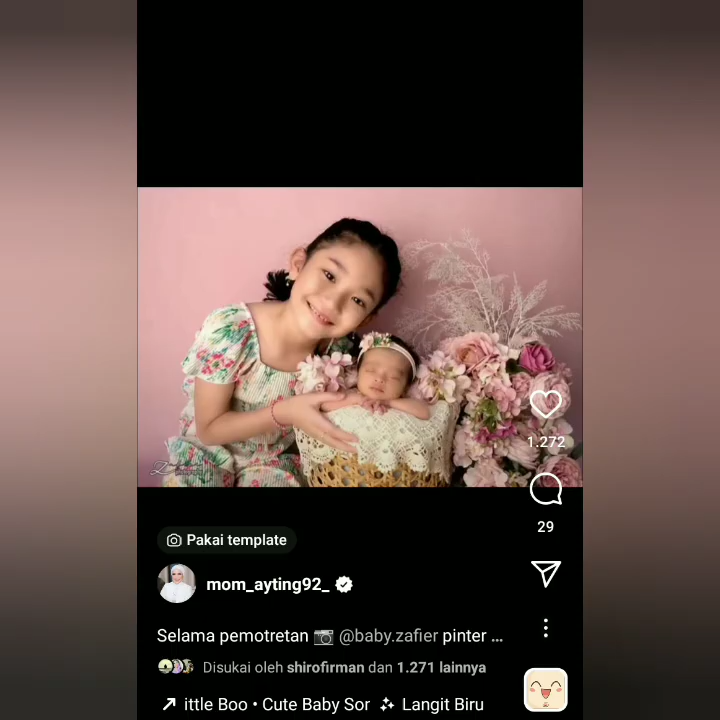 1.272
29
Pakai template
mom_ayting92_
Selama pemotretan 📷 @baby.zafier pinter ...
Disukai oleh shirofirman dan 1.271 lainnya
ittle Boo • Cute Baby Sor Langit Biru